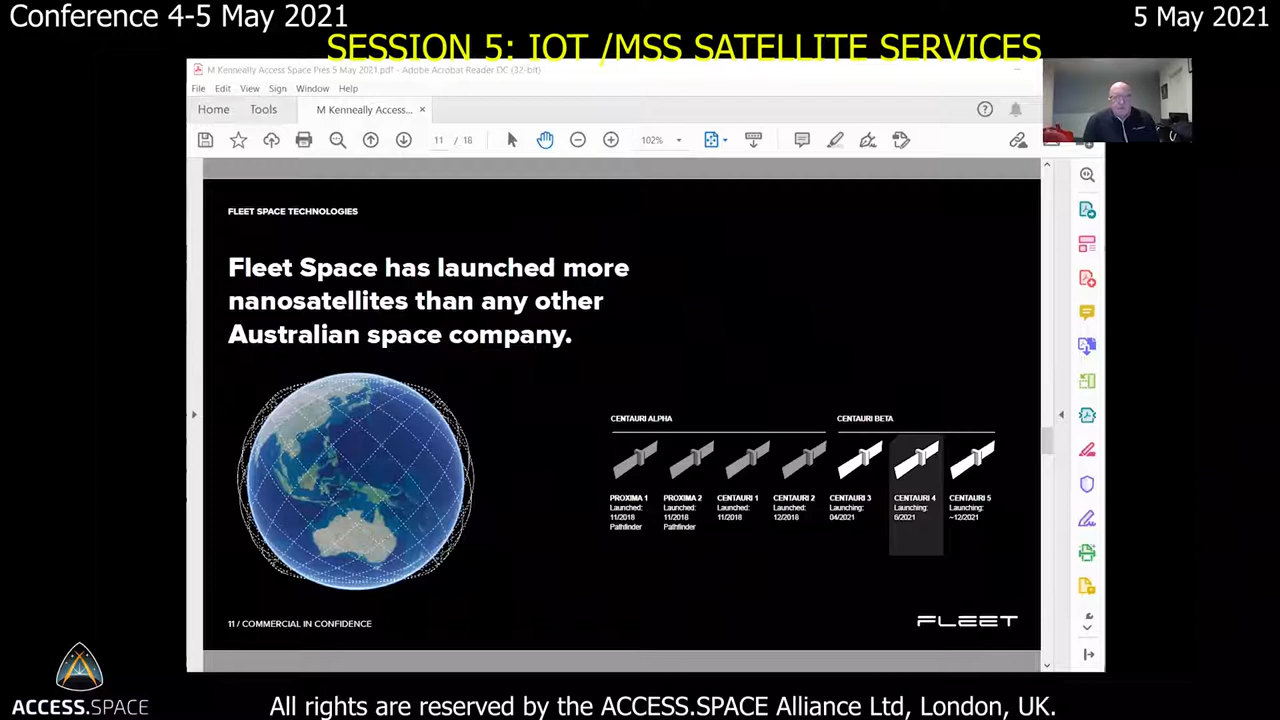 Conference 4-5 May 2021
5 May 2021
SESSION 5: IOT /MSS SATELLITE SERVICES
M Kenneally Access Space Pres 5 May 2021.pdf - Adobe Acrobat Reader DC (32-bit)
File Edit View Sign Window Help
Home Tools M Kenneally Access... ×
11 / 18 102%
FLEET SPACE TECHNOLOGIES
Fleet Space has launched more
nanosatellites than any other
Australian space company.
CENTAURI ALPHA
CENTAURI BETA
PROXIMA 1
Launched:
11/2018
Pathfinder
PROXIMA 2
Launched:
11/2018
Pathfinder
CENTAURI 1
Launched:
11/2018
CENTAURI 2
Launched:
12/2018
CENTAURI 3
Launching:
04/2021
CENTAURI 4
Launching:
6/2021
CENTAURI 5
Launching:
~12/2021
11 / COMMERCIAL IN CONFIDENCE
FLEET
ACCESS.SPACE
All rights are reserved by the ACCESS.SPACE Alliance Ltd, London, UK.